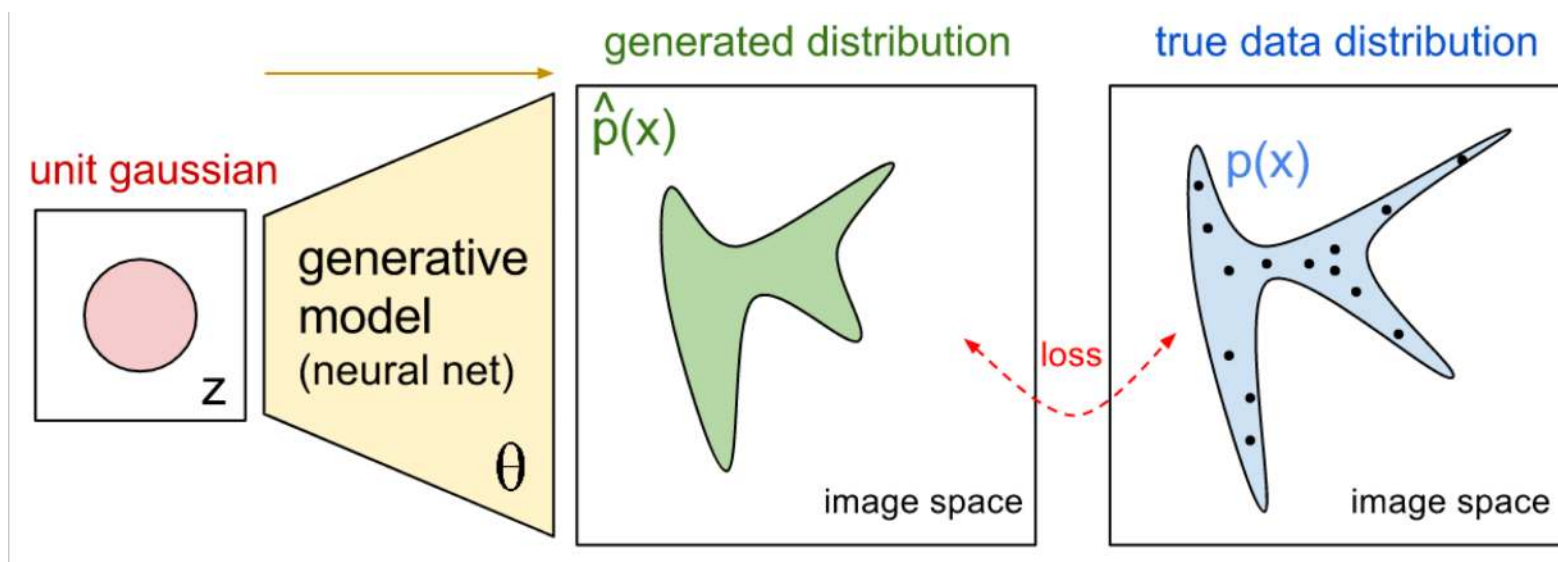 generated distribution
true data distribution
unit gaussian
p̂(x)
p(x)
generative
model
(neural net)
z
θ
loss
image space
image space